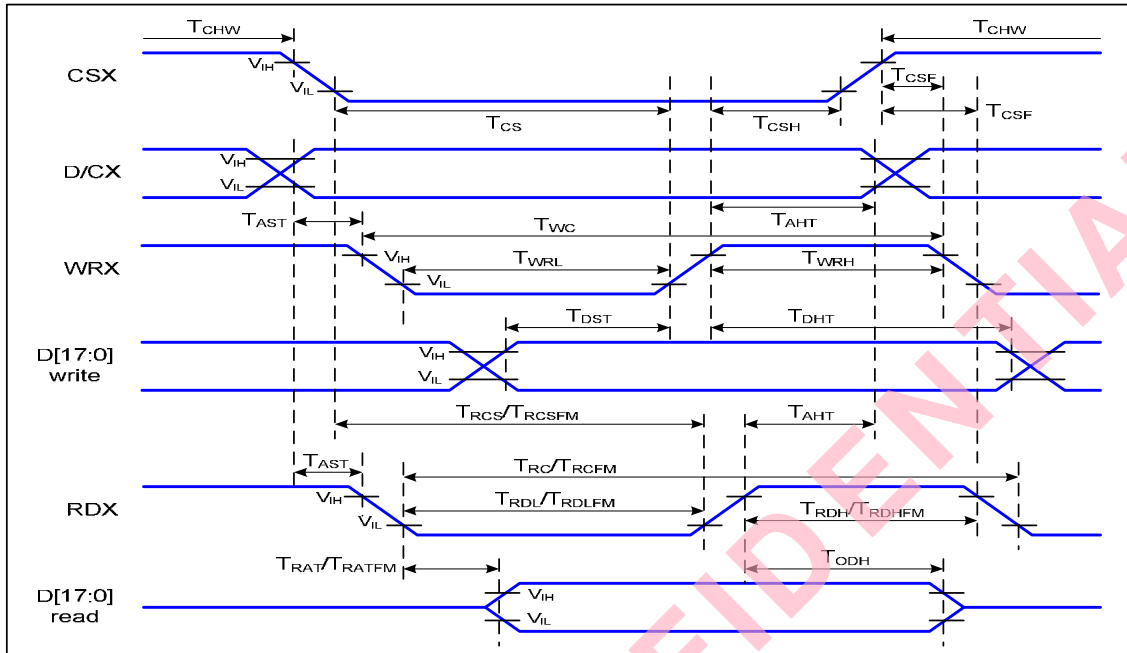 TCHW TCHW
CSX
VIH
VIL
TCSF
TCS TCSH TCSF
D/CX
VIH
VIL
TAST TWC TAHT
WRX
VIH
VIL
TWRL TWRH
TDST TDHT
D[17:0]
write
VIH
VIL
TRCS/TRCSFM TAHT
TAST TRC/TRCFM
RDX
VIH
VIL
TRDL/TRDLFM TRDH/TRDHFM
TRAT/TRATFM TODH
D[17:0]
read
VIH
VIL